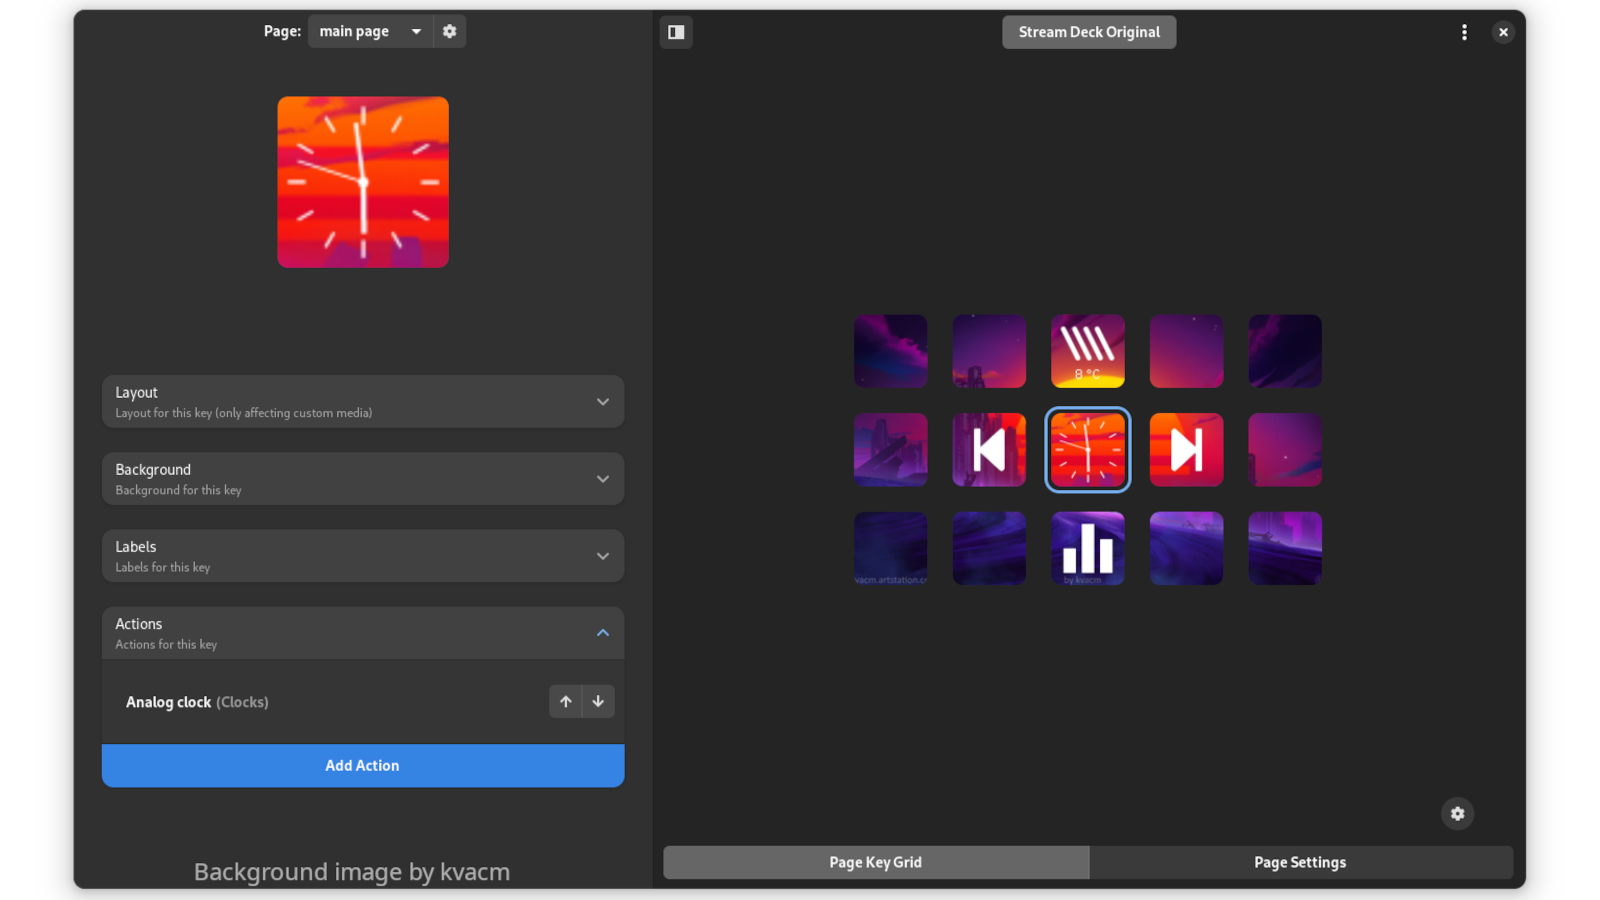 Page: main page
Stream Deck Original
Layout
Layout for this key (only affecting custom media)
Background
Background for this key
Labels
Labels for this key
Actions
Actions for this key
Analog clock (Clocks)
Add Action
Background image by kvacm
8 °C
vacm.artstation.c
by kvacm
Page Key Grid
Page Settings